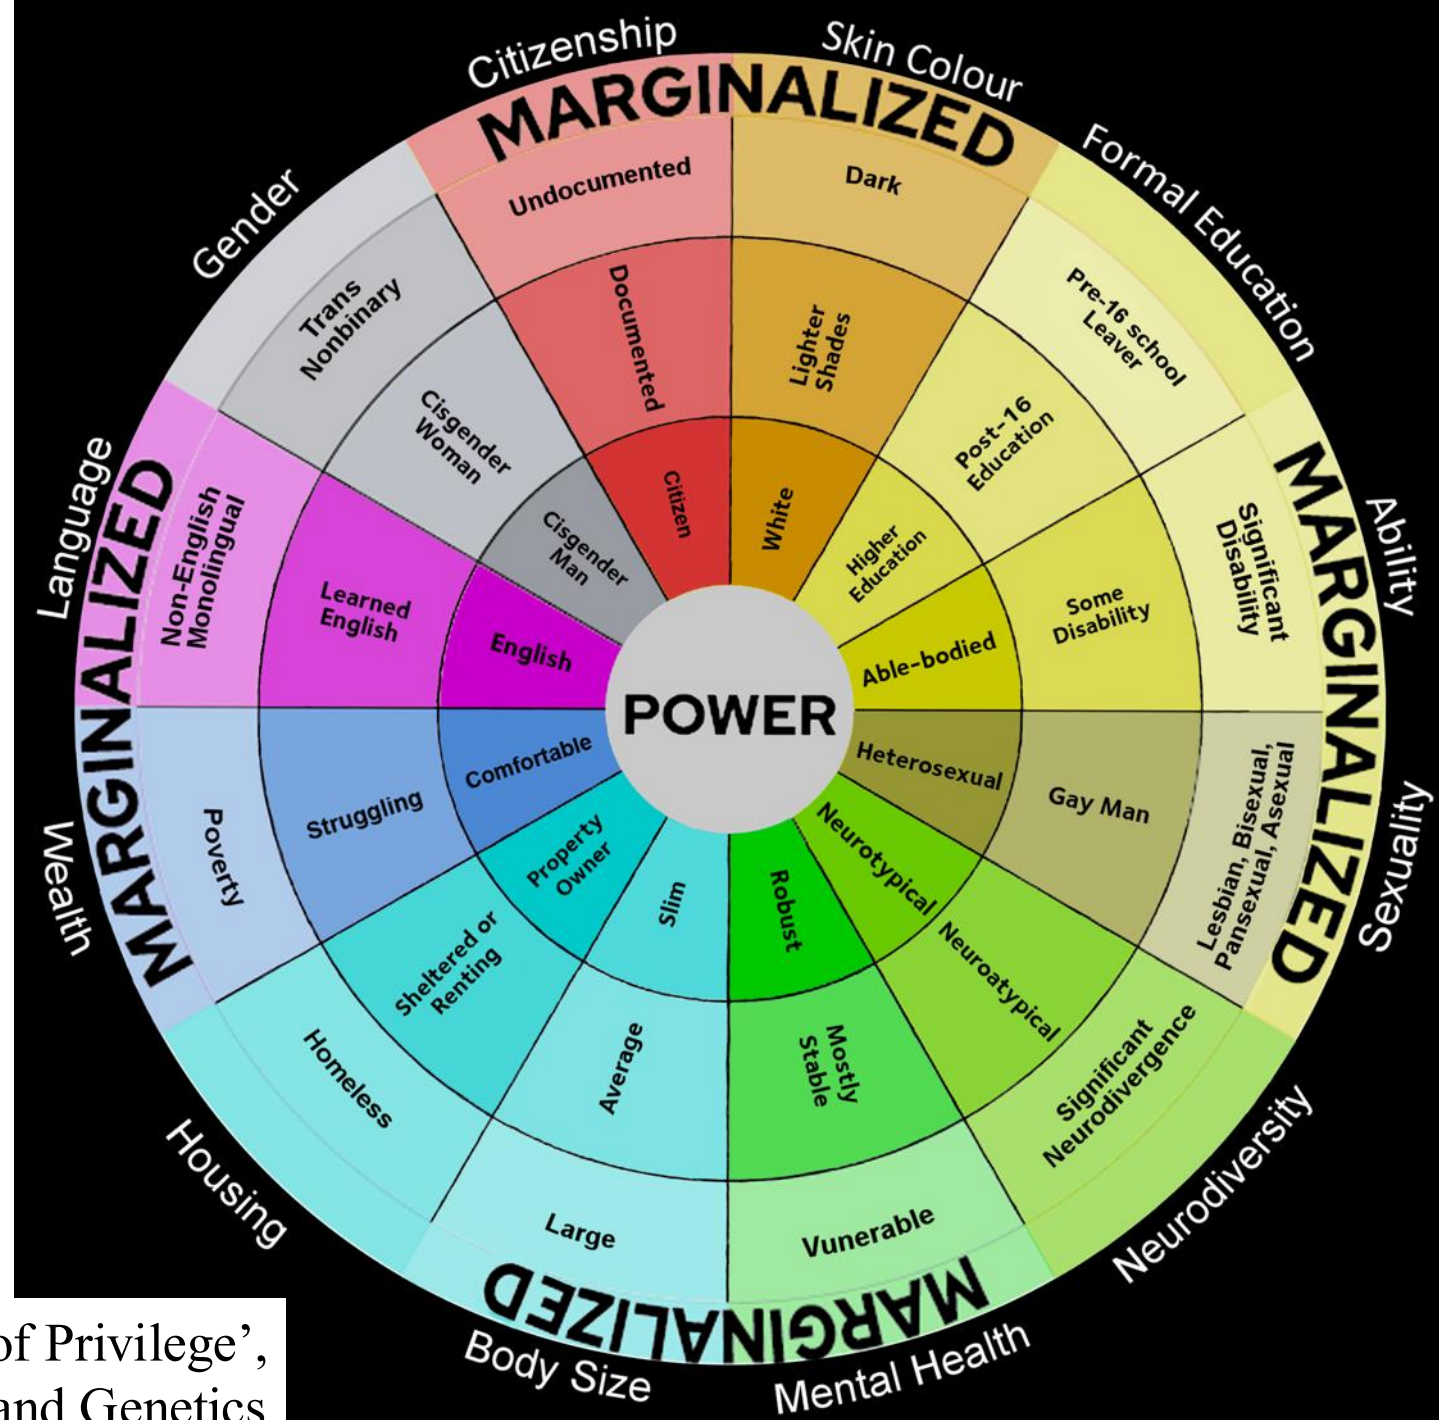 Citizenship
MARGINALIZED
Undocumented
Documented
Citizen
Skin Colour
Dark
Lighter
Shades
White
Formal Education
Pre-16 school
Leaver
Post-16
Education
Higher
Education
Ability
MARGINALIZED
Significant
Disability
Some
Disability
Able-bodied
Sexuality
Lesbian, Bisexual,
Pansexual, Asexual
Gay Man
Heterosexual
Neurodiversity
Significant
Neurodivergence
Neuroatypical
Neurotypical
Mental Health
MARGINALIZED
Vunerable
Mostly
Stable
Robust
Body Size
Large
Average
Slim
Housing
Homeless
Sheltered or
Renting
Property
Owner
Wealth
MARGINALIZED
Poverty
Struggling
Comfortable
Language
Non-English
Monolingual
Learned
English
English
Gender
Trans
Nonbinary
Cisgender
Woman
Cisgender
Man
POWER
of Privilege’,
and Genetics